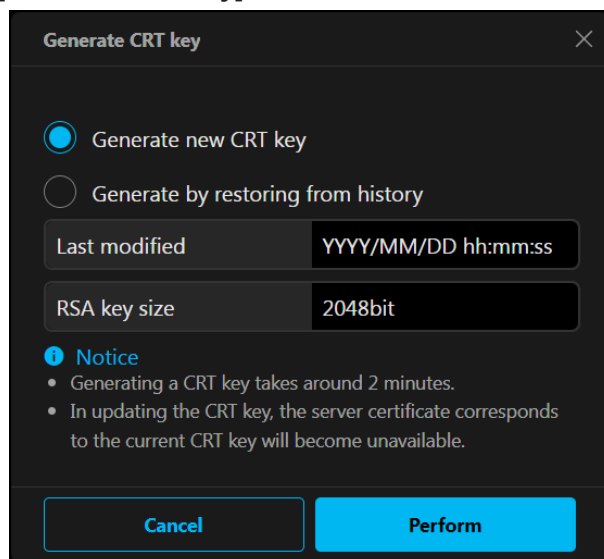 Generate CRT key
Generate new CRT key
Generate by restoring from history
Last modified YYYY/MM/DD hh:mm:ss
RSA key size 2048bit
Notice
• Generating a CRT key takes around 2 minutes.
• In updating the CRT key, the server certificate corresponds
to the current CRT key will become unavailable.
Cancel Perform